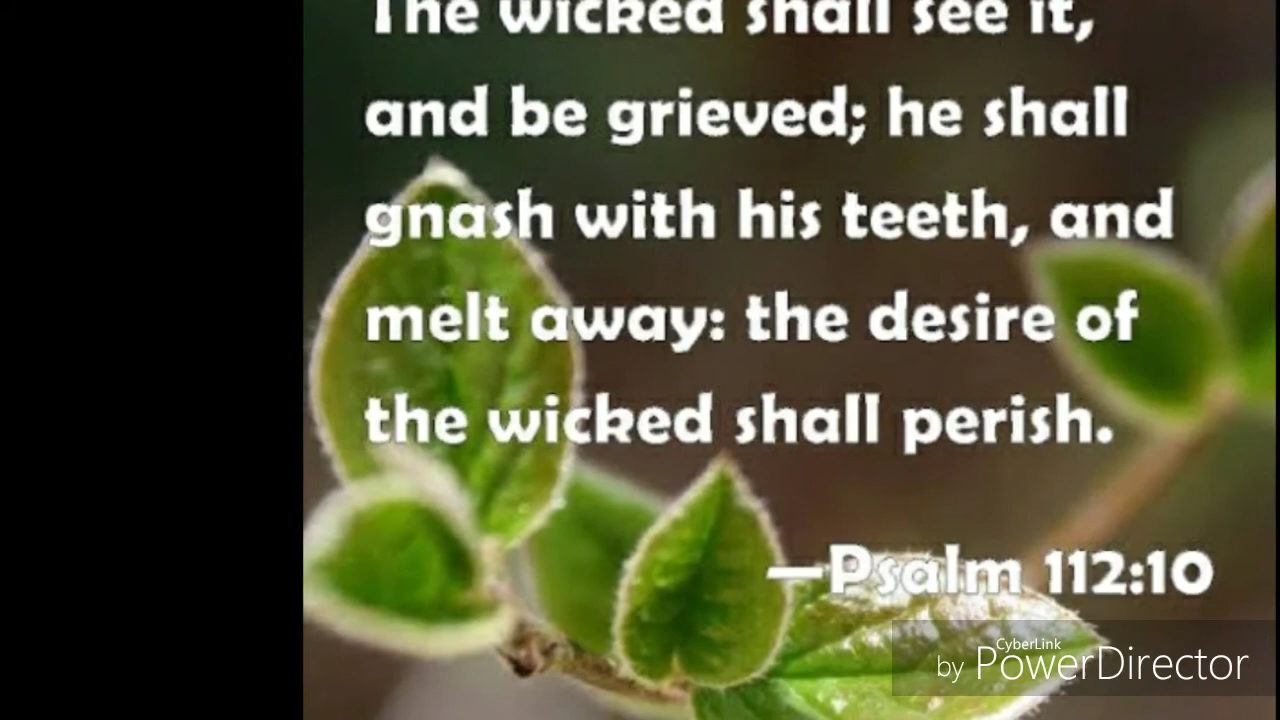 The wicked shall see it,
and be grieved; he shall
gnash with his teeth, and
melt away: the desire of
the wicked shall perish.
—Psalm 112:10
CyberLink
by PowerDirector